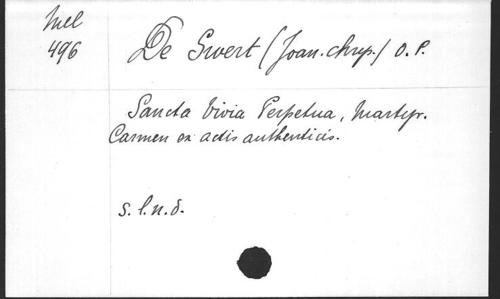 Mel
496
De Swert (Joan. chrys.) O. P.
Sancta Vivia Perpetua, Martyr.
Carmen ex actis authenticis.
s. l. n. d.